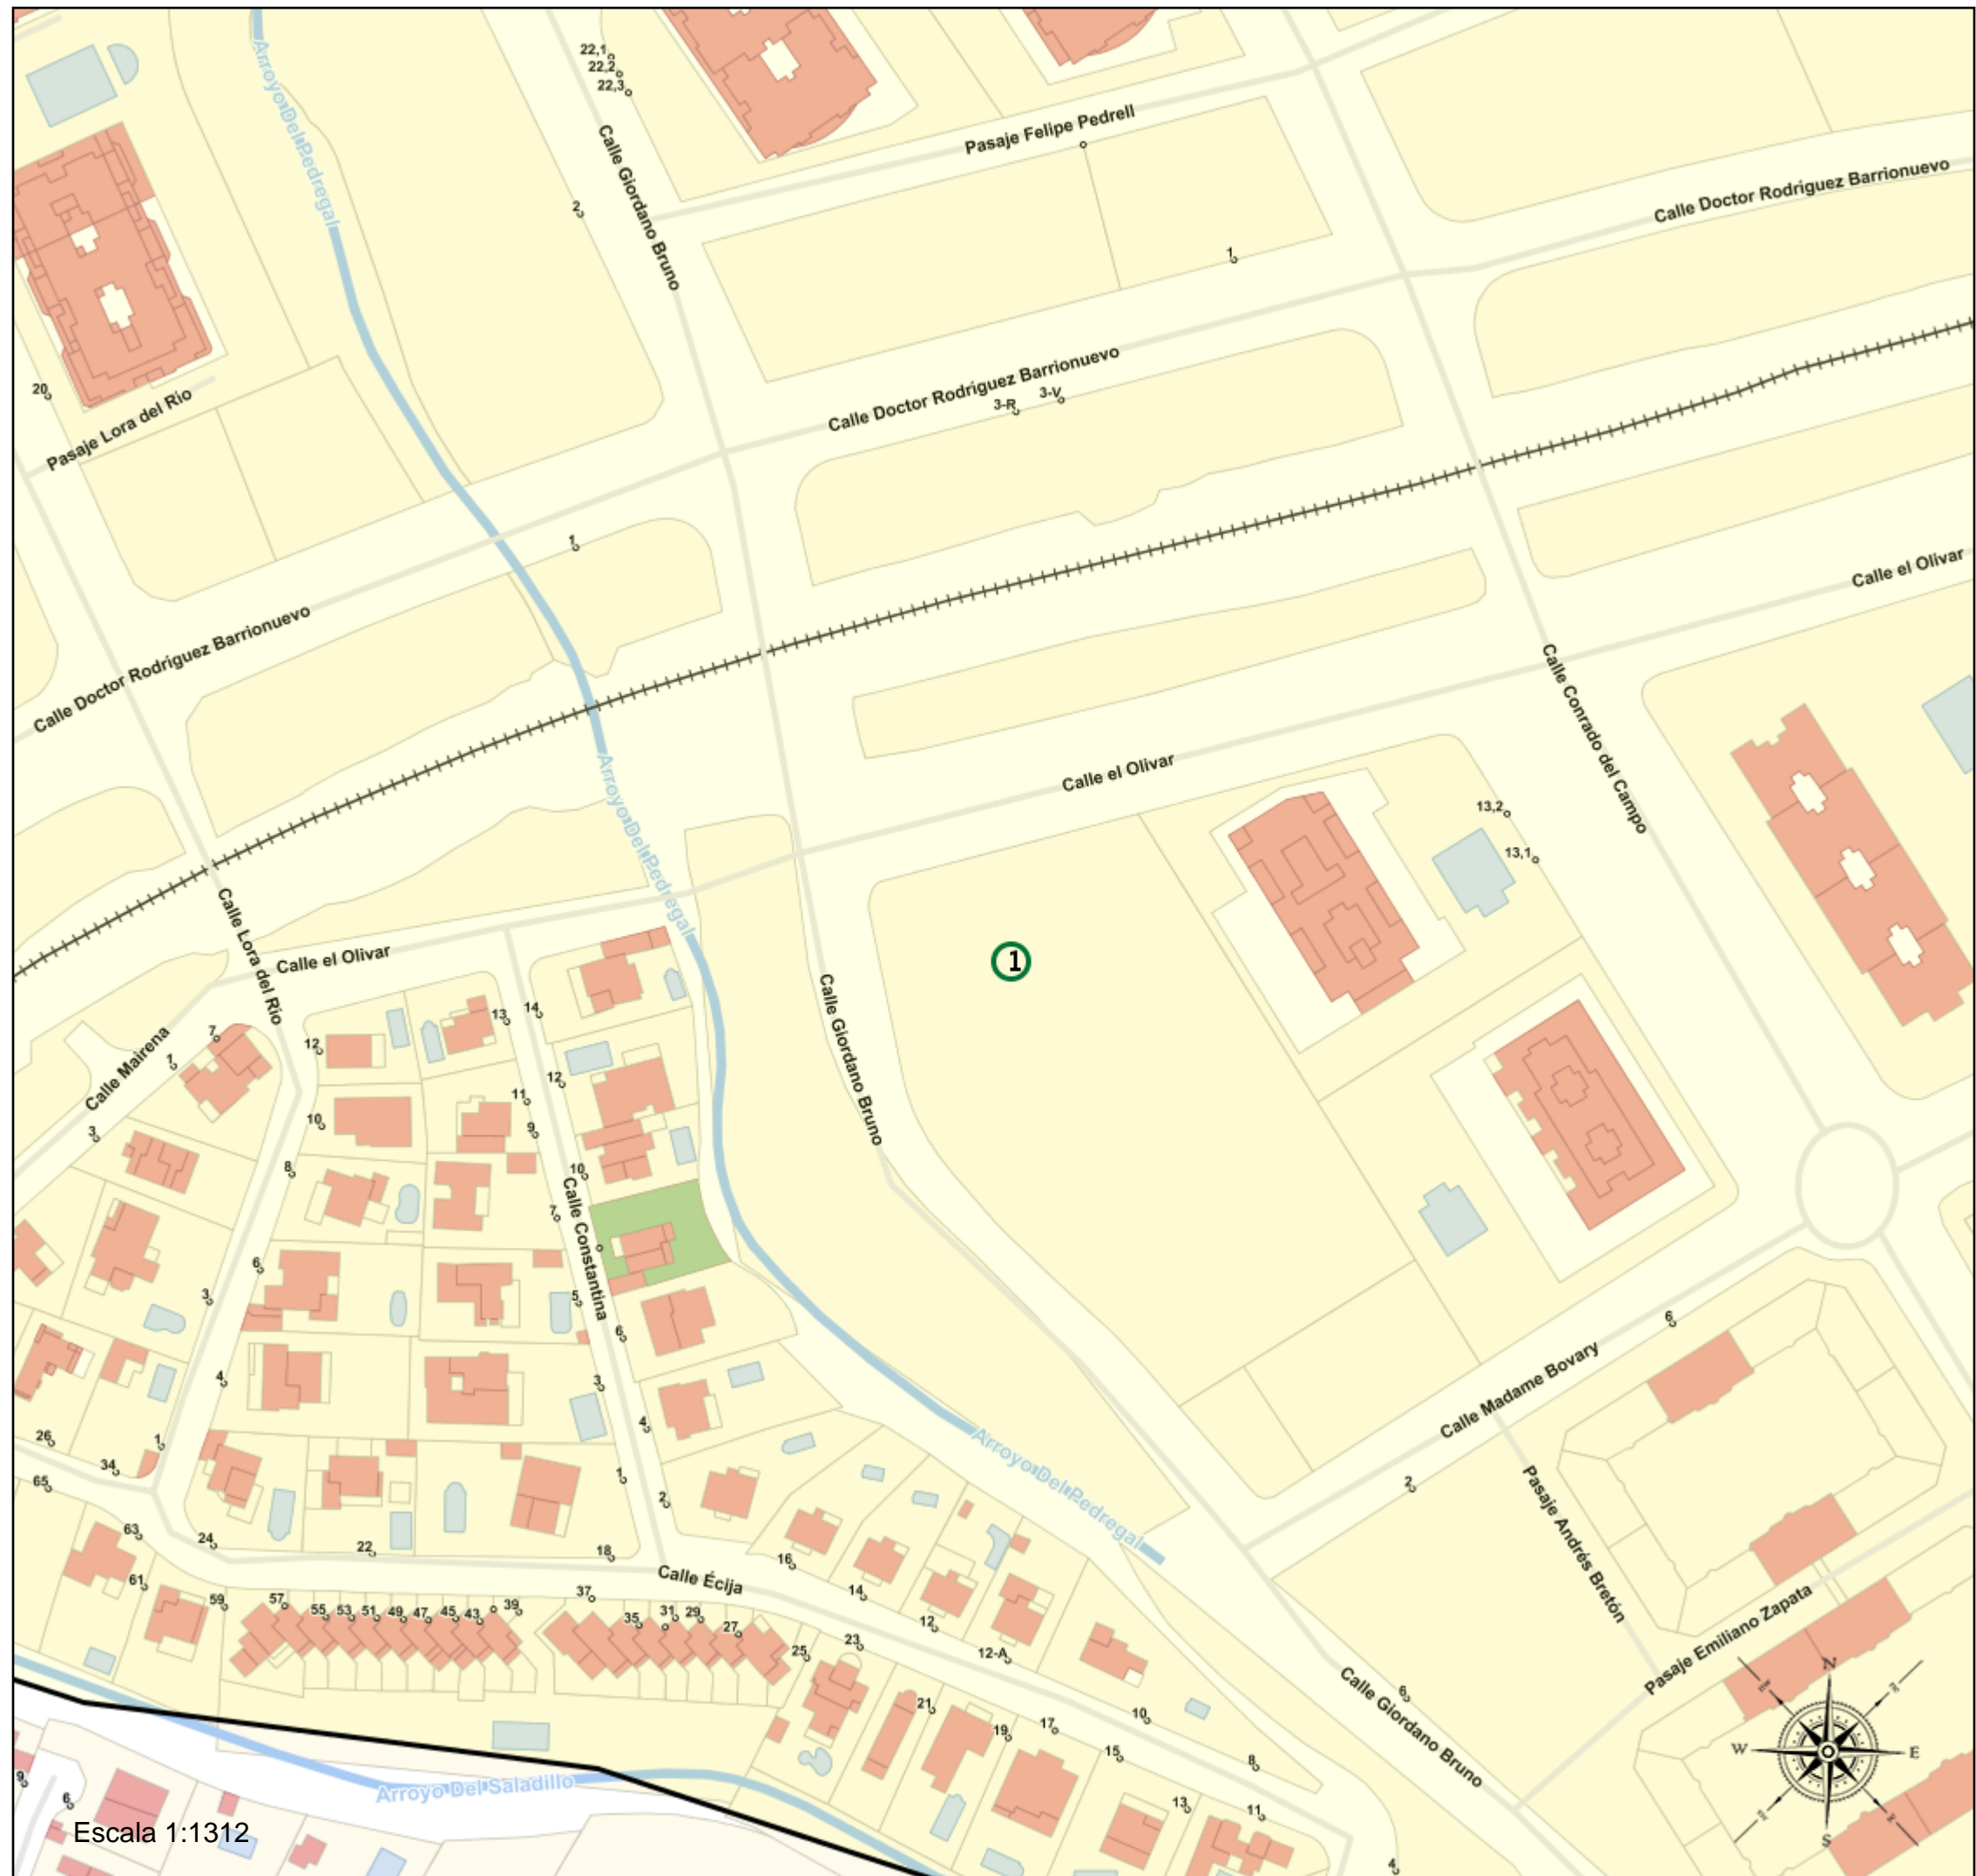 22,1
22,2
22,3
Arroyo Del Pedregal
Calle Giordano Bruno
Pasaje Felipe Pedrell
Calle Doctor Rodríguez Barrionuevo
2
1
20
Pasaje Lora del Río
Calle Doctor Rodríguez Barrionuevo
3-R
3-V
1
Calle el Olivar
Calle Doctor Rodríguez Barrionuevo
Calle Conrado del Campo
Arroyo Del Pedregal
Calle el Olivar
13,2
13,1
Calle Lora del Río
Calle el Olivar
1
Calle Giordano Bruno
14
13
7
12
1
Calle Mairena
12
11
10
9
3
10
8
Calle Constantina
7
6
3
5
6
6
4
3
Calle Madame Bovary
4
26
1
34
65
1
2
2
Arroyo Del Pedregal
Pasaje Andrés Bretón
63
24
22
18
16
Calle Écija
61
59
57
55
53
51
49
47
45
43
39
37
35
31
29
27
25
23
14
12
12-A
Pasaje Emiliano Zapata
Calle Giordano Bruno
6
21
19
17
15
10
8
13
11
4
N
W
E
S
Arroyo Del Saladillo
9
6
Escala 1:1312